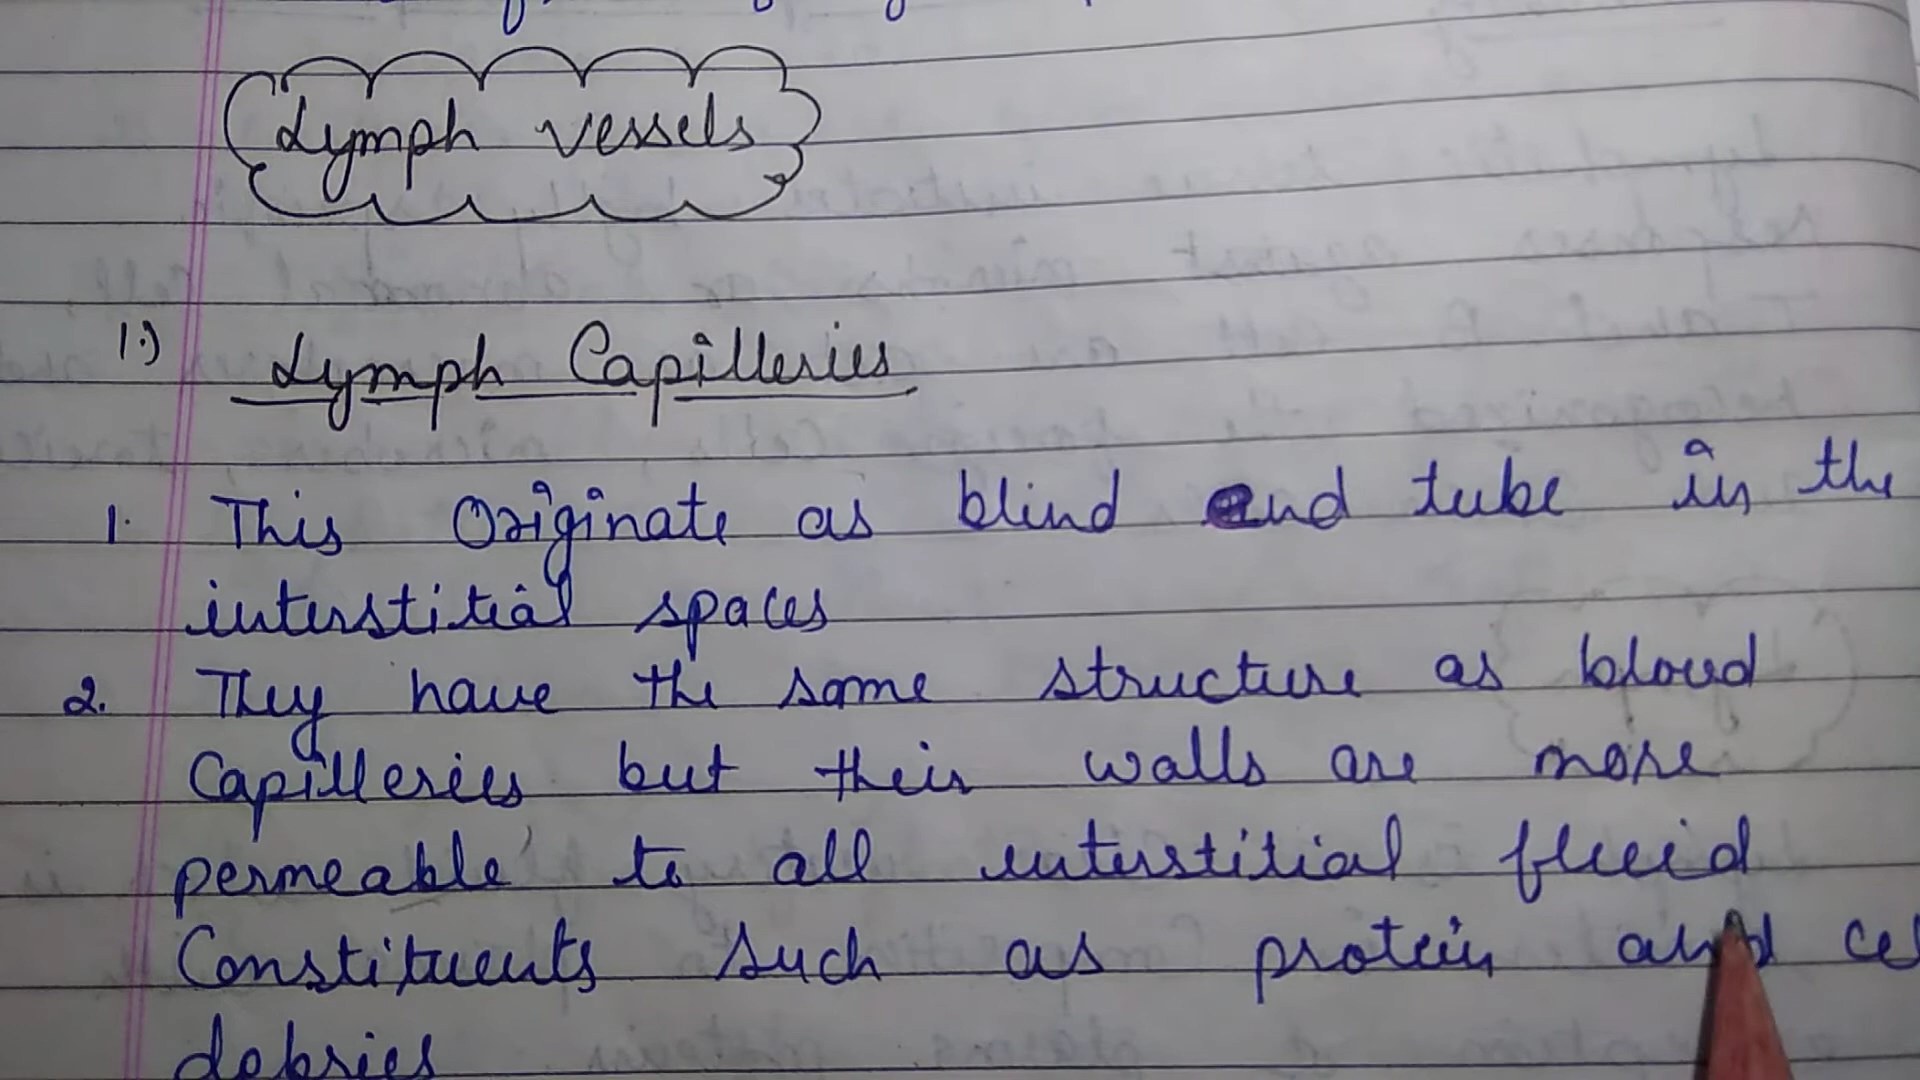 Lymph vessels
1.) Lymph Capilleries
1. This Originate as blind end tube in the
interstitial spaces
2. They have the same structure as bloud
Capilleries but their walls are more
permeable to all interstitial fluid
Constituents such as protein and ce
debries